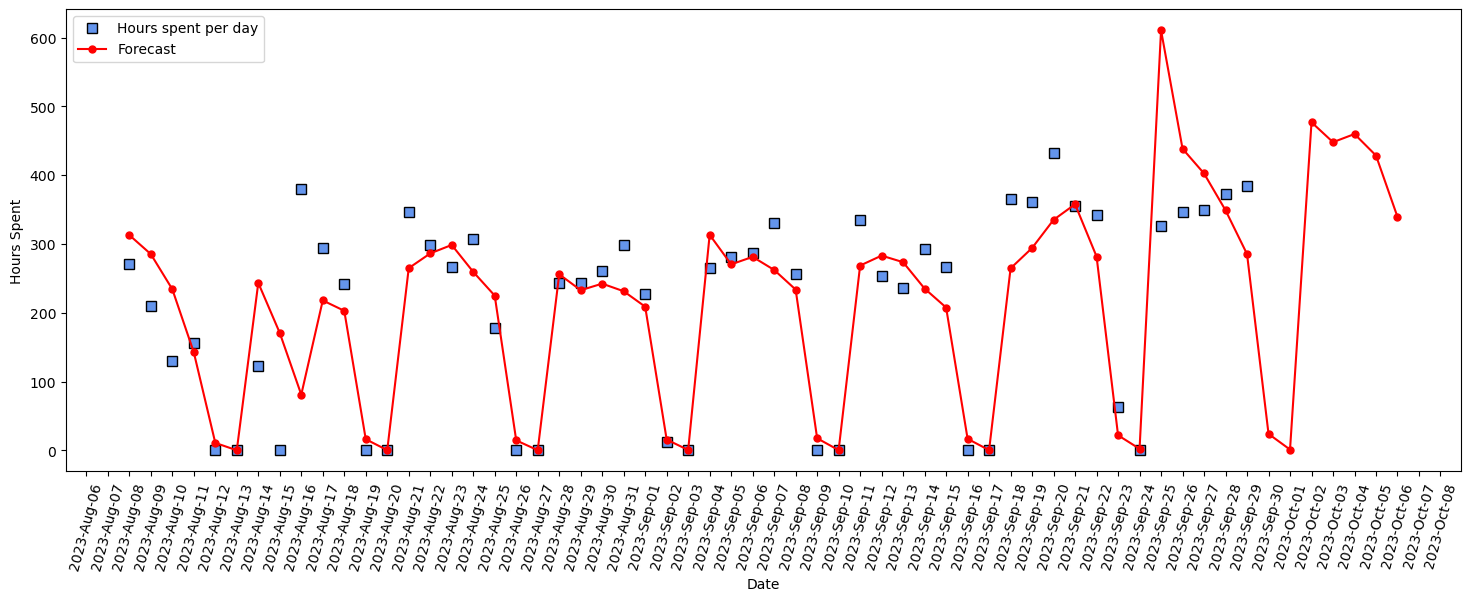 Hours spent per day
Forecast
Hours Spent
600
500
400
300
200
100
0
2023-Aug-06
2023-Aug-07
2023-Aug-08
2023-Aug-09
2023-Aug-10
2023-Aug-11
2023-Aug-12
2023-Aug-13
2023-Aug-14
2023-Aug-15
2023-Aug-16
2023-Aug-17
2023-Aug-18
2023-Aug-19
2023-Aug-20
2023-Aug-21
2023-Aug-22
2023-Aug-23
2023-Aug-24
2023-Aug-25
2023-Aug-26
2023-Aug-27
2023-Aug-28
2023-Aug-29
2023-Aug-30
2023-Aug-31
2023-Sep-01
2023-Sep-02
2023-Sep-03
2023-Sep-04
2023-Sep-05
2023-Sep-06
2023-Sep-07
2023-Sep-08
2023-Sep-09
2023-Sep-10
2023-Sep-11
2023-Sep-12
2023-Sep-13
2023-Sep-14
2023-Sep-15
2023-Sep-16
2023-Sep-17
2023-Sep-18
2023-Sep-19
2023-Sep-20
2023-Sep-21
2023-Sep-22
2023-Sep-23
2023-Sep-24
2023-Sep-25
2023-Sep-26
2023-Sep-27
2023-Sep-28
2023-Sep-29
2023-Sep-30
2023-Oct-01
2023-Oct-02
2023-Oct-03
2023-Oct-04
2023-Oct-05
2023-Oct-06
2023-Oct-07
2023-Oct-08
Date